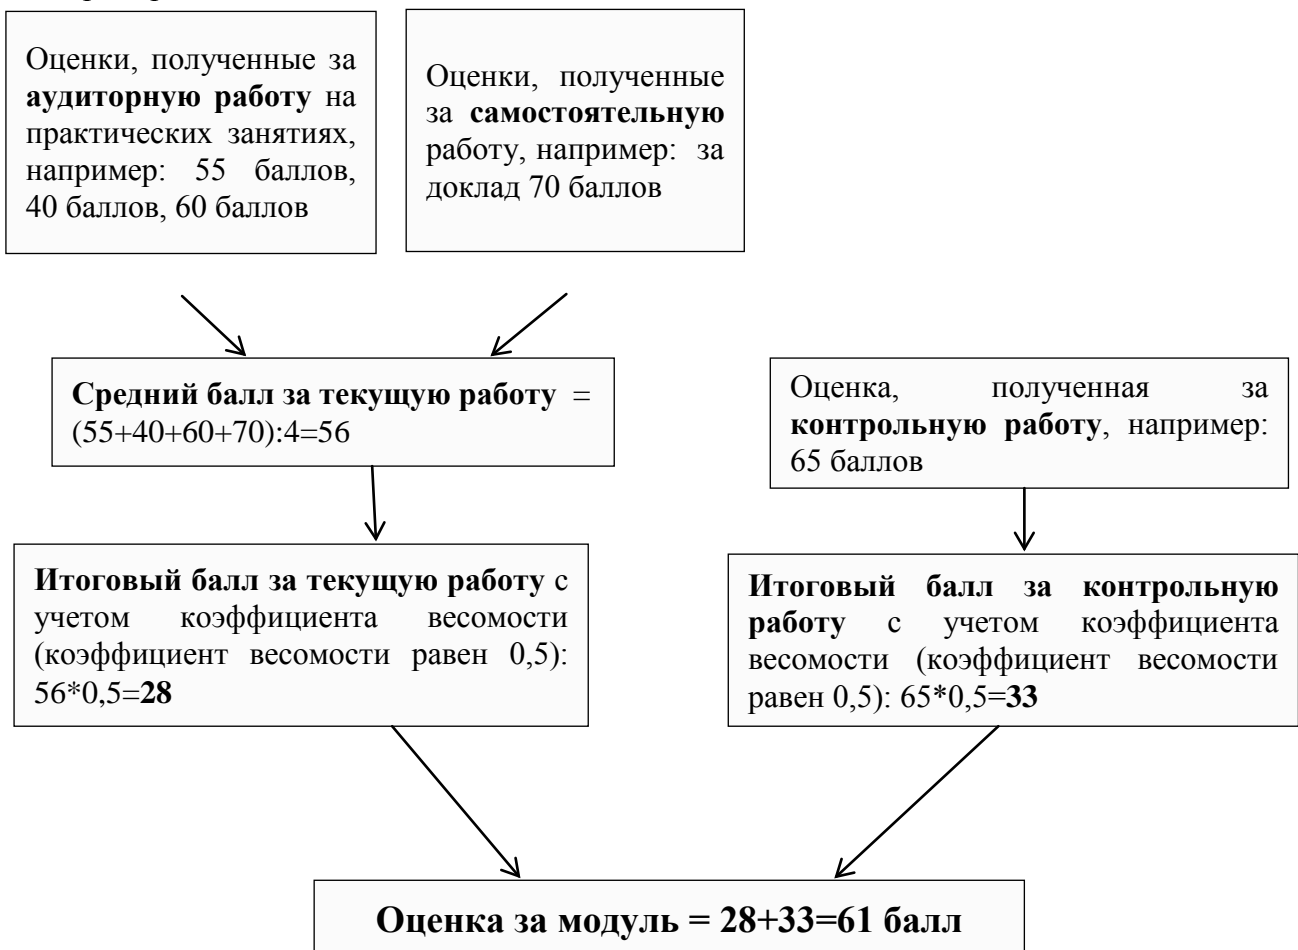 Оценки, полученные за
аудиторную работу на
практических занятиях,
например: 55 баллов,
40 баллов, 60 баллов
Оценки, полученные
за самостоятельную
работу, например: за
доклад 70 баллов
Средний балл за текущую работу =
(55+40+60+70):4=56
Оценка, полученная за
контрольную работу, например:
65 баллов
Итоговый балл за текущую работу с
учетом коэффициента весомости
(коэффициент весомости равен 0,5):
56*0,5=28
Итоговый балл за контрольную
работу с учетом коэффициента
весомости (коэффициент весомости
равен 0,5): 65*0,5=33
Оценка за модуль = 28+33=61 балл